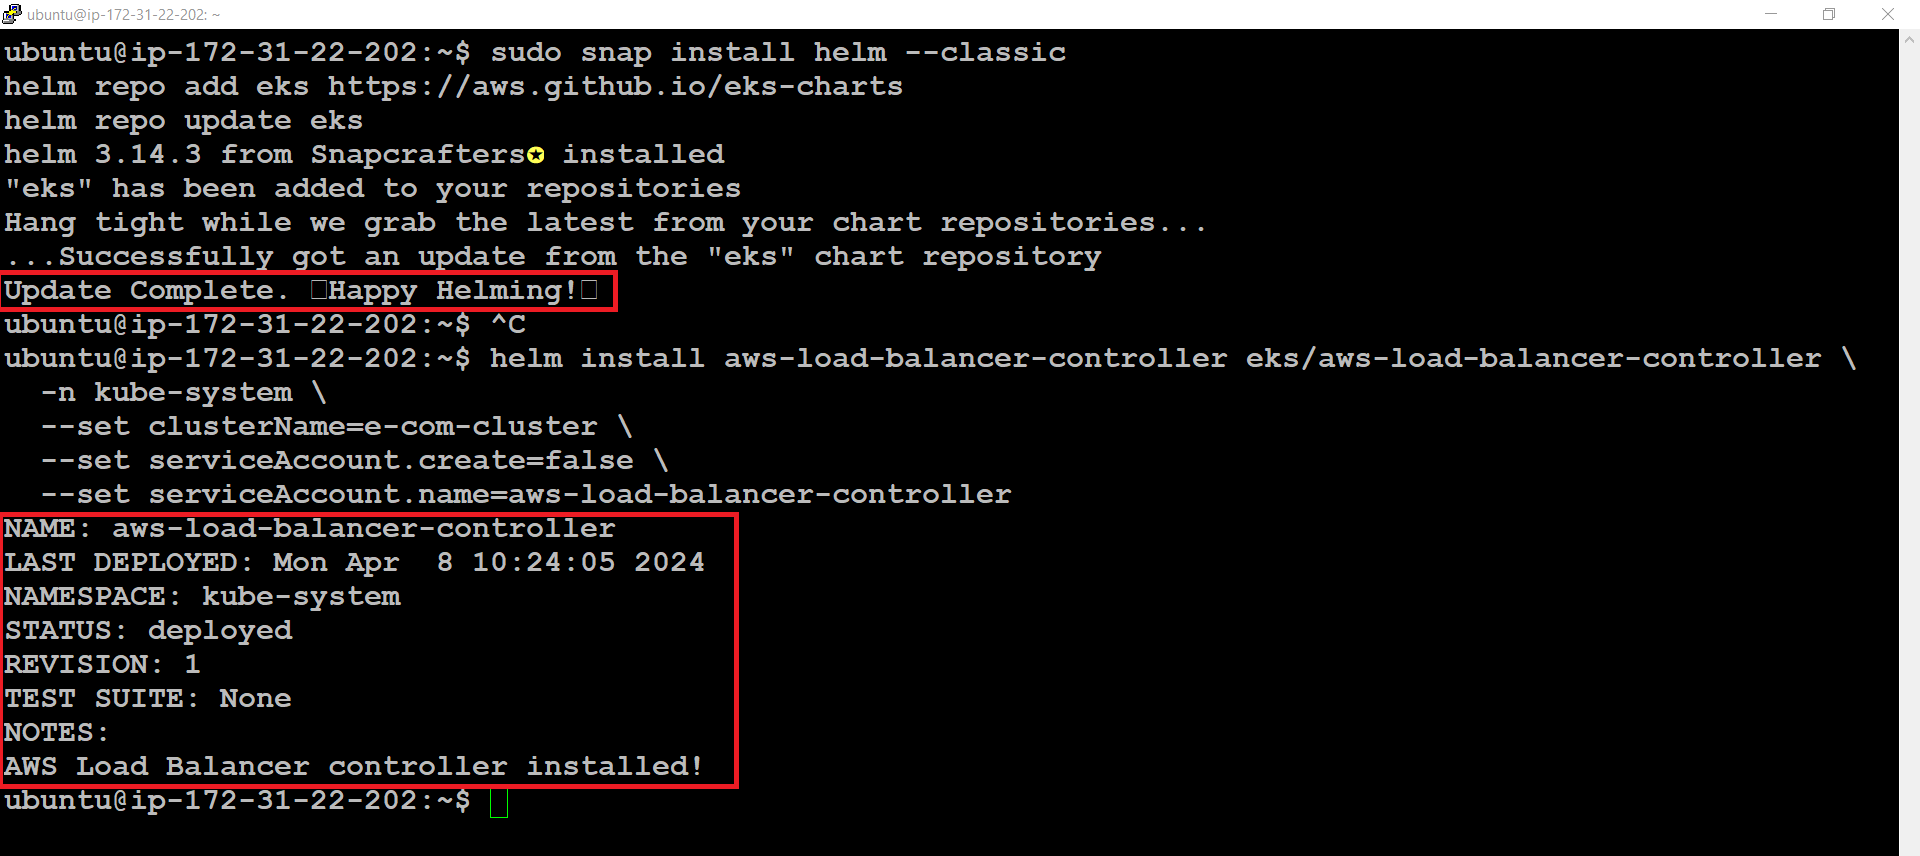 ubuntu@ip-172-31-22-202: ~
ubuntu@ip-172-31-22-202:~$ sudo snap install helm --classic
helm repo add eks https://aws.github.io/eks-charts
helm repo update eks
helm 3.14.3 from Snapcrafters✪ installed
"eks" has been added to your repositories
Hang tight while we grab the latest from your chart repositories...
...Successfully got an update from the "eks" chart repository
Update Complete. ⎕Happy Helming!⎕
ubuntu@ip-172-31-22-202:~$ ^C
ubuntu@ip-172-31-22-202:~$ helm install aws-load-balancer-controller eks/aws-load-balancer-controller \
  -n kube-system \
  --set clusterName=e-com-cluster \
  --set serviceAccount.create=false \
  --set serviceAccount.name=aws-load-balancer-controller
NAME: aws-load-balancer-controller
LAST DEPLOYED: Mon Apr  8 10:24:05 2024
NAMESPACE: kube-system
STATUS: deployed
REVISION: 1
TEST SUITE: None
NOTES:
AWS Load Balancer controller installed!
ubuntu@ip-172-31-22-202:~$